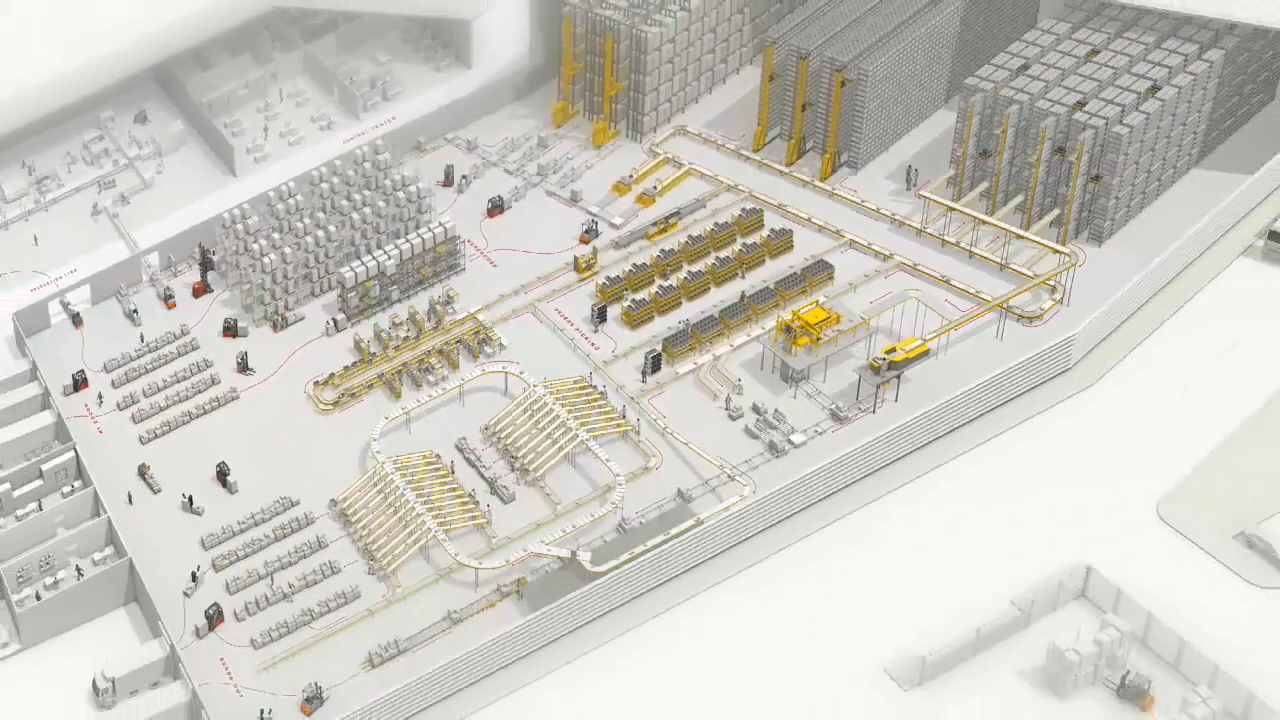 CONTROL CENTER
PRODUCTION LINE
WAREHOUSE
ORDER PICKING
GOODS IN
GOODS OUT